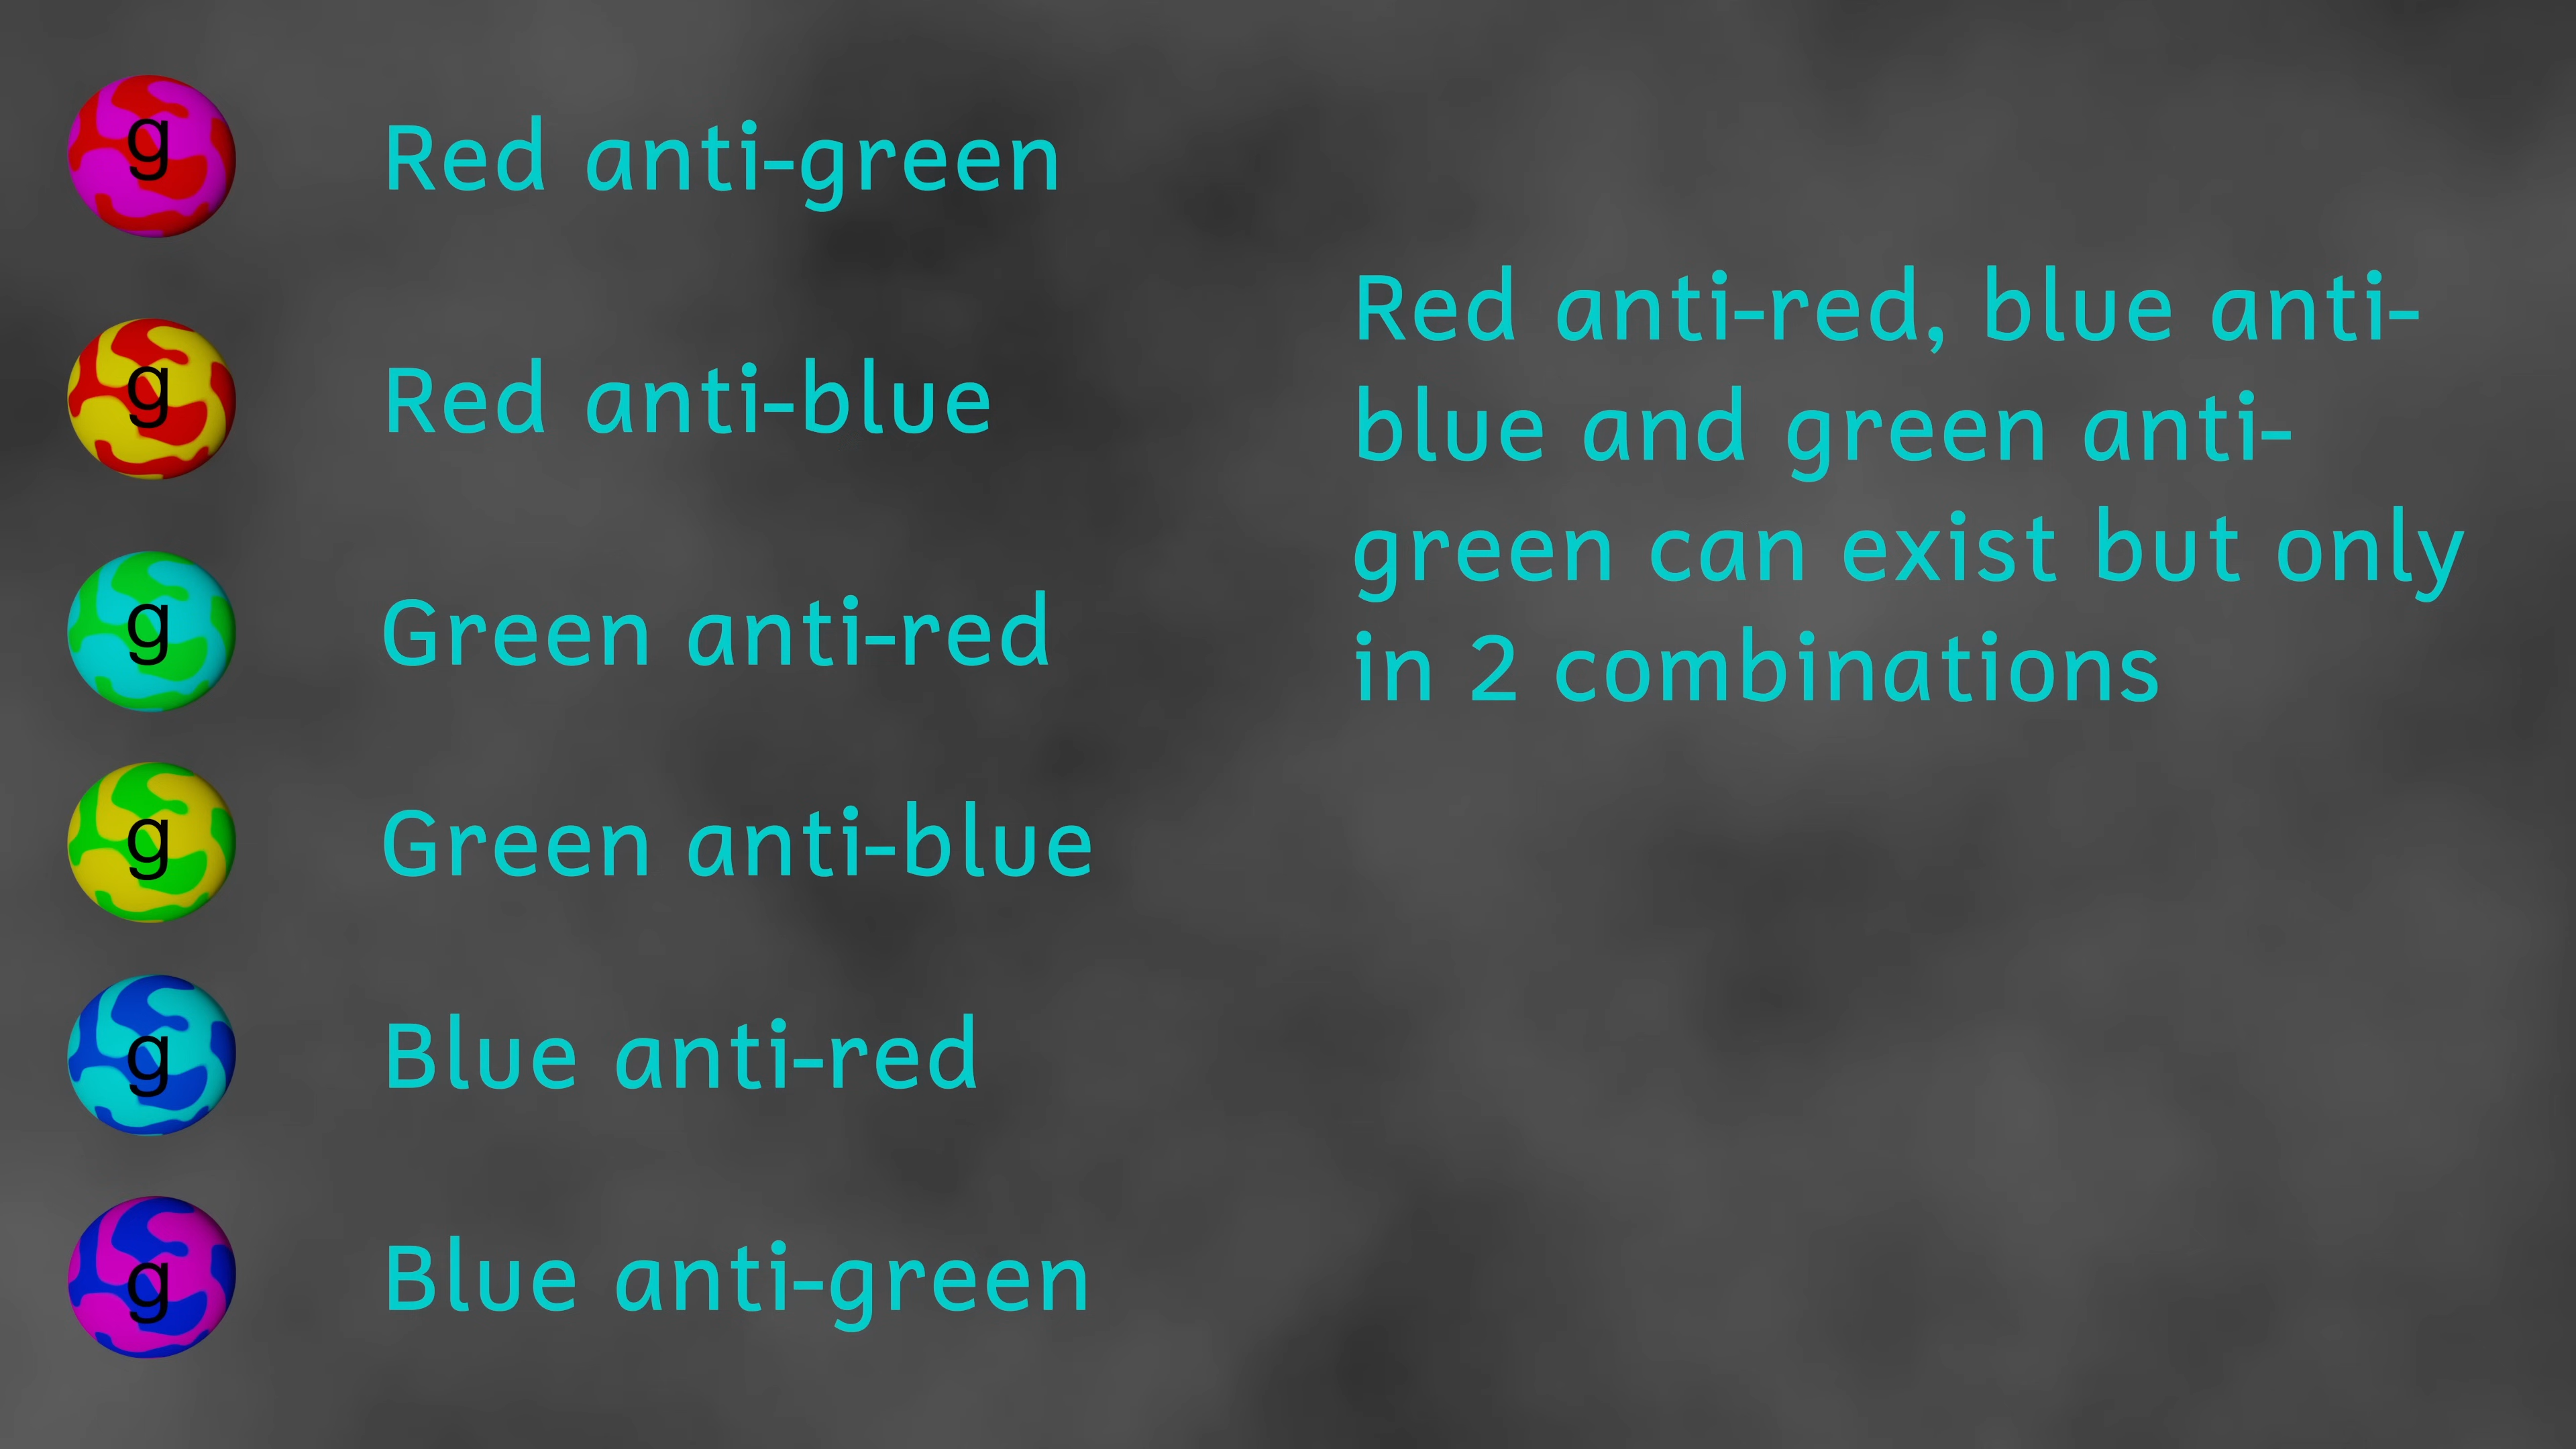 g Red anti-green
g Red anti-blue
g Green anti-red
g Green anti-blue
g Blue anti-red
g Blue anti-green
Red anti-red, blue anti-
blue and green anti-
green can exist but only
in 2 combinations